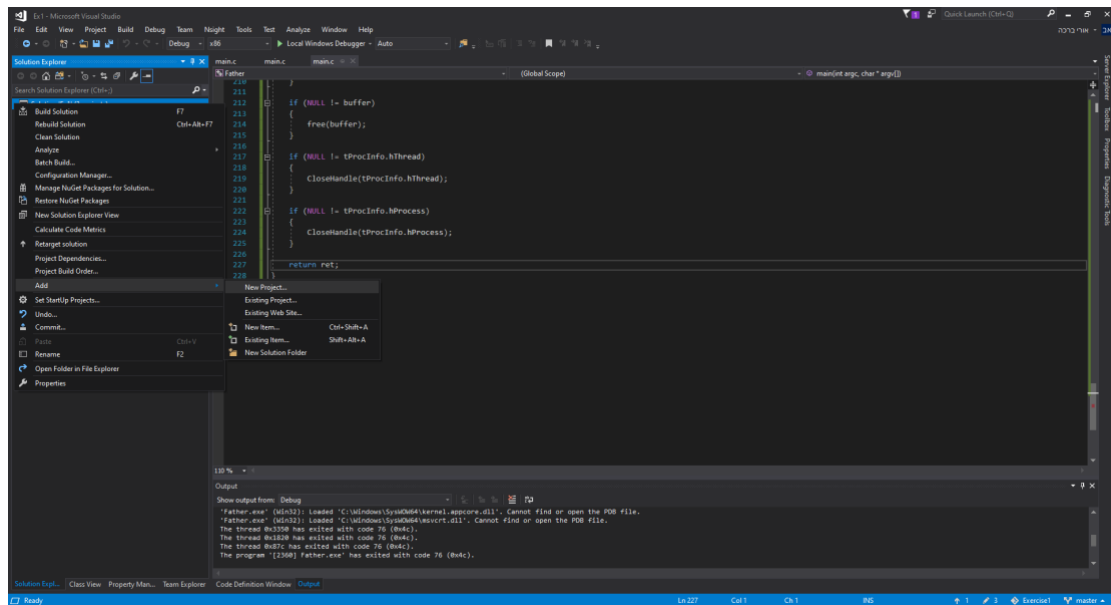 Ex1 - Microsoft Visual Studio
1
Quick Launch (Ctrl+Q)
File Edit View Project Build Debug Team Nsight Tools Test Analyze Window Help
אורי ברכה
אב
Debug x86 Local Windows Debugger Auto
Solution Explorer
main.c main.c main.c
Father (Global Scope) main(int argc, char * argv[])
Search Solution Explorer (Ctrl+;)
Build Solution F7
Rebuild Solution Ctrl+Alt+F7
Clean Solution
Analyze
Batch Build...
Configuration Manager...
Manage NuGet Packages for Solution...
Restore NuGet Packages
New Solution Explorer View
Calculate Code Metrics
Retarget solution
Project Dependencies...
Project Build Order...
Add
Set StartUp Projects...
Undo...
Commit...
Paste Ctrl+V
Rename F2
Open Folder in File Explorer
Properties
New Project...
Existing Project...
Existing Web Site...
New Item... Ctrl+Shift+A
Existing Item... Shift+Alt+A
New Solution Folder
210 }
211
212 if (NULL != buffer)
213 {
214 free(buffer);
215 }
216
217 if (NULL != tProcInfo.hThread)
218 {
219 CloseHandle(tProcInfo.hThread);
220 }
221
222 if (NULL != tProcInfo.hProcess)
223 {
224 CloseHandle(tProcInfo.hProcess);
225 }
226
227 return ret;
228 }
Server Explorer
Toolbox
Properties
Diagnostic Tools
110 %
Output
Show output from: Debug
'Father.exe' (Win32): Loaded 'C:\Windows\SysWOW64\kernel.appcore.dll'. Cannot find or open the PDB file.
'Father.exe' (Win32): Loaded 'C:\Windows\SysWOW64\msvcrt.dll'. Cannot find or open the PDB file.
The thread 0x3350 has exited with code 76 (0x4c).
The thread 0x1820 has exited with code 76 (0x4c).
The thread 0x87c has exited with code 76 (0x4c).
The program '[2360] Father.exe' has exited with code 76 (0x4c).
Solution Expl... Class View Property Man... Team Explorer
Code Definition Window Output
Ready Ln 227 Col 1 Ch 1 INS 1 3 Exercise1 master